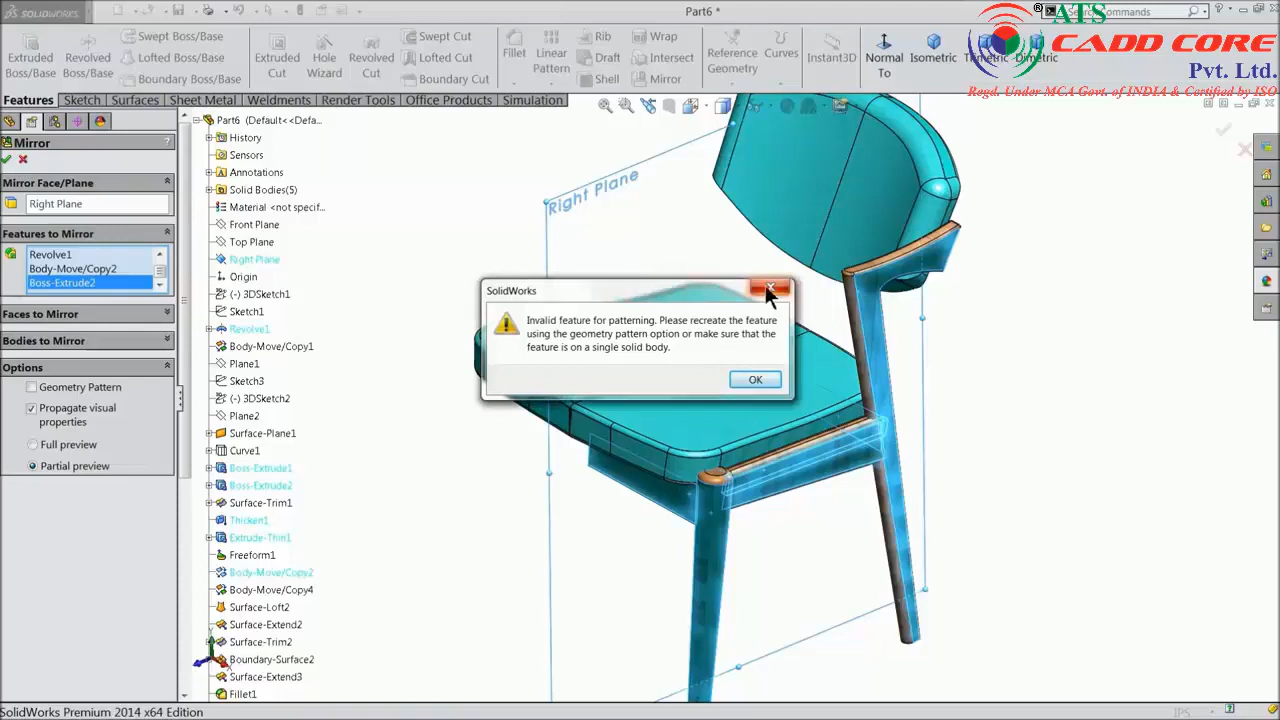 SOLIDWORKS
Part6 *
Search Commands
ATS
®
CADD CORE
Pvt. Ltd.
Regd. Under MCA Govt. of INDIA & Certified by ISO
Extruded Boss/Base
Revolved Boss/Base
Swept Boss/Base
Lofted Boss/Base
Boundary Boss/Base
Extruded Cut
Hole Wizard
Revolved Cut
Swept Cut
Lofted Cut
Boundary Cut
Fillet
Linear Pattern
Rib
Draft
Shell
Wrap
Intersect
Mirror
Reference Geometry
Curves
Instant3D
Normal To
Isometric
Trimetric
Dimetric
Features
Sketch
Surfaces
Sheet Metal
Weldments
Render Tools
Office Products
Simulation
Mirror
?
Mirror Face/Plane
Right Plane
Features to Mirror
Revolve1
Body-Move/Copy2
Boss-Extrude2
Faces to Mirror
Bodies to Mirror
Options
Geometry Pattern
Propagate visual
properties
Full preview
Partial preview
Part6 (Default<<Defa...
History
Sensors
Annotations
Solid Bodies(5)
Material <not specif...
Front Plane
Top Plane
Right Plane
Origin
(-) 3DSketch1
Sketch1
Revolve1
Body-Move/Copy1
Plane1
Sketch3
(-) 3DSketch2
Plane2
Surface-Plane1
Curve1
Boss-Extrude1
Boss-Extrude2
Surface-Trim1
Thicken1
Extrude-Thin1
Freeform1
Body-Move/Copy2
Body-Move/Copy4
Surface-Loft2
Surface-Extend2
Surface-Trim2
Boundary-Surface2
Surface-Extend3
Fillet1
Right Plane
SolidWorks
Invalid feature for patterning. Please recreate the feature
using the geometry pattern option or make sure that the
feature is on a single solid body.
OK
SolidWorks Premium 2014 x64 Edition
IPS